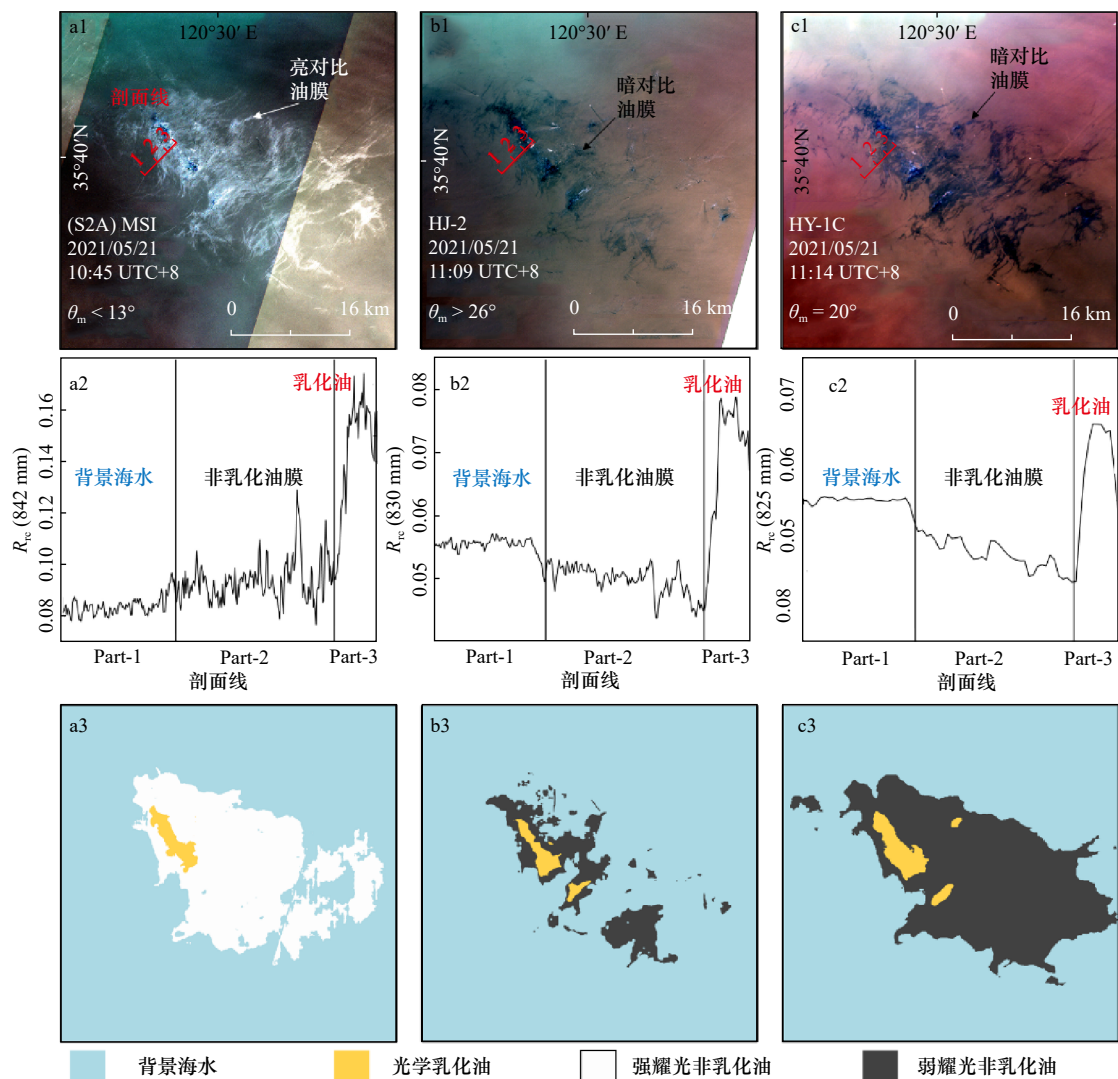 a1
120°30′ E
亮对比
油膜
剖面线
1 2 3
35°40′N
(S2A) MSI
2021/05/21
10:45 UTC+8
θm < 13°
0 16 km
b1
120°30′ E
暗对比
油膜
1 2 3
35°40′N
HJ-2
2021/05/21
11:09 UTC+8
θm > 26°
0 16 km
c1
120°30′ E
暗对比
油膜
1 2 3
35°40′N
HY-1C
2021/05/21
11:14 UTC+8
θm = 20°
0 16 km
a2
乳化油
背景海水
非乳化油膜
Rrc (842 mm)
0.16
0.14
0.12
0.10
0.08
Part-1 Part-2 Part-3
剖面线
b2
乳化油
背景海水
非乳化油膜
Rrc (830 mm)
0.08
0.07
0.06
0.05
Part-1 Part-2 Part-3
剖面线
c2
乳化油
背景海水
非乳化油膜
Rrc (825 mm)
0.07
0.06
0.05
0.08
Part-1 Part-2 Part-3
剖面线
a3
b3
c3
背景海水 光学乳化油 强耀光非乳化油 弱耀光非乳化油